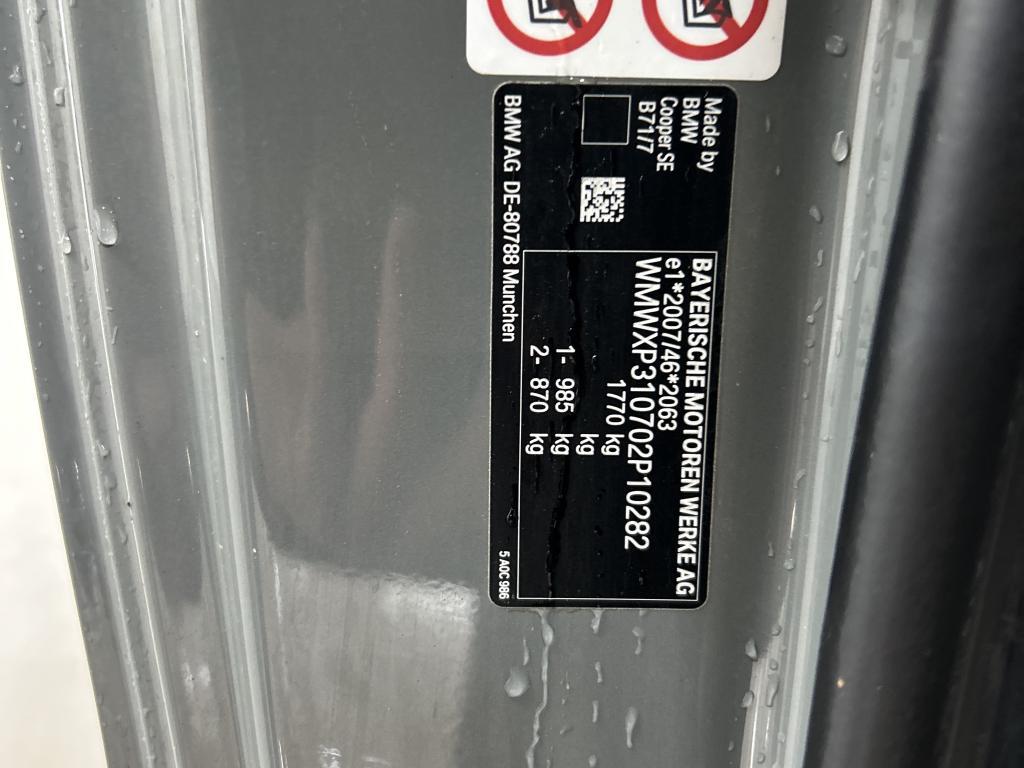 BAYERISCHE MOTOREN WERKE AG
e1*2007/46*2063
WMWXP310702P10282
1770 kg
kg
1- 985 kg
2- 870 kg
Made by
BMW
Cooper SE
B71/7
BMW AG DE-80788 Munchen
5 A0C 986